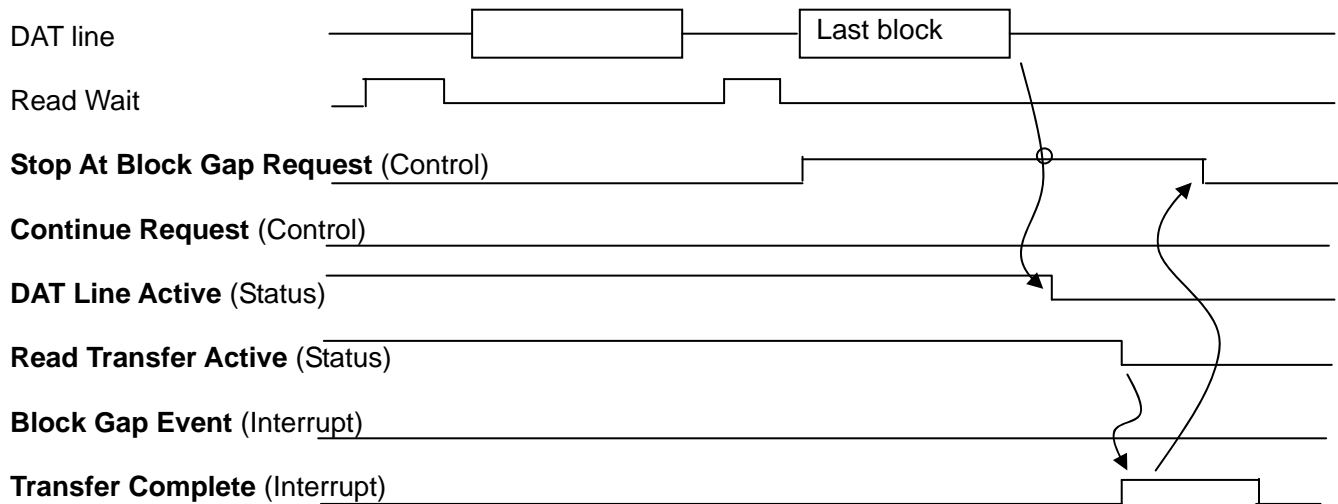 DAT line
Last block
Read Wait
Stop At Block Gap Request (Control)
Continue Request (Control)
DAT Line Active (Status)
Read Transfer Active (Status)
Block Gap Event (Interrupt)
Transfer Complete (Interrupt)